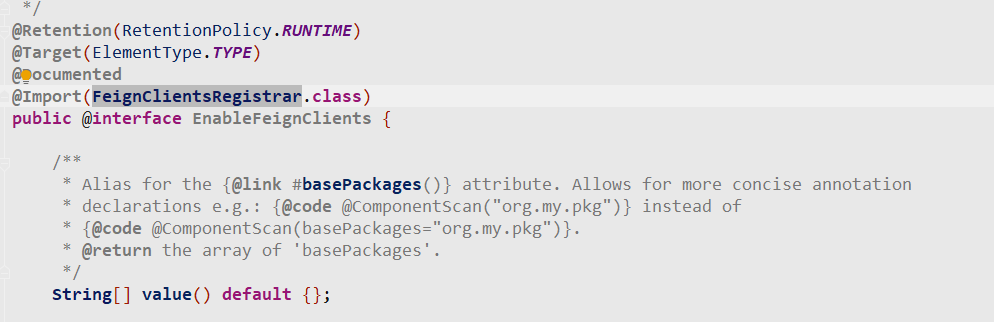 */
@Retention(RetentionPolicy.RUNTIME)
@Target(ElementType.TYPE)
@Documented
@Import(FeignClientsRegistrar.class)
public @interface EnableFeignClients {
/**
* Alias for the {@link #basePackages()} attribute. Allows for more concise annotation
* declarations e.g.: {@code @ComponentScan("org.my.pkg")} instead of
* {@code @ComponentScan(basePackages="org.my.pkg")}.
* @return the array of 'basePackages'.
*/
String[] value() default {};